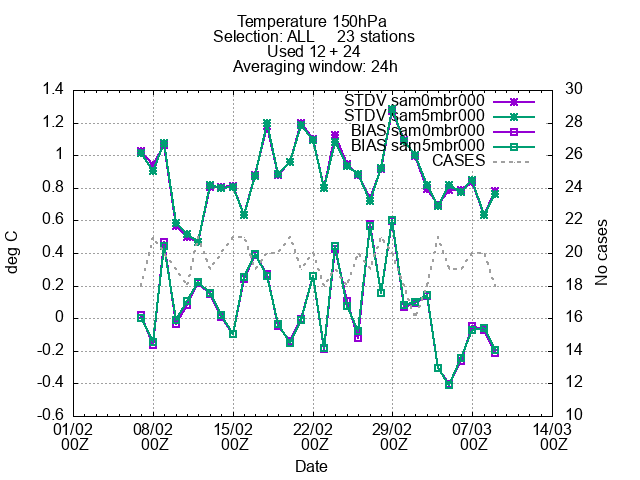 Temperature 150hPa
Selection: ALL 23 stations
Used 12 + 24
Averaging window: 24h
STDV sam0mbr000
STDV sam5mbr000
BIAS sam0mbr000
BIAS sam5mbr000
CASES
deg C
1.4
1.2
1
0.8
0.6
0.4
0.2
0
-0.2
-0.4
-0.6
No cases
30
28
26
24
22
20
18
16
14
12
10
01/02 08/02 15/02 22/02 29/02 07/03 14/03
00Z 00Z 00Z 00Z 00Z 00Z 00Z
Date